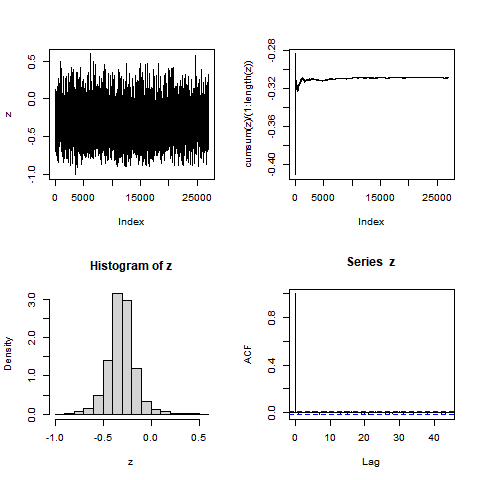 0.5
0.0
-0.5
-1.0
z
0 5000 15000 25000
Index
-0.28
-0.32
-0.36
-0.40
cumsum(z)/(1:length(z))
0 5000 15000 25000
Index
Histogram of z
3.0
2.0
1.0
0.0
Density
-1.0 -0.5 0.0 0.5
z
Series z
0.8
0.4
0.0
ACF
0 10 20 30 40
Lag